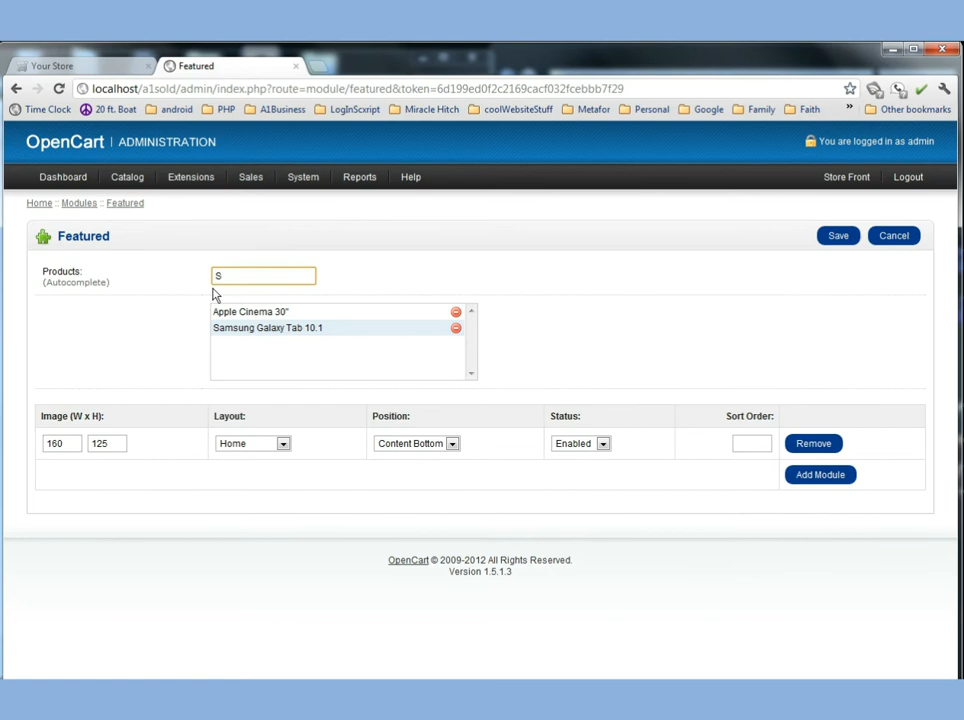 Your Store
Featured
localhost/a1sold/admin/index.php?route=module/featured&token=6d199ed0f2c2169cacf032fcebbb7f29
Time Clock 20 ft. Boat android PHP A1Business LogInScxript Miracle Hitch coolWebsiteStuff Metafor Personal Google Family Faith » Other bookmarks
OpenCart | ADMINISTRATION You are logged in as admin
Dashboard Catalog Extensions Sales System Reports Help Store Front Logout
Home :: Modules :: Featured
Featured Save Cancel
Products: S
(Autocomplete)
Apple Cinema 30"
Samsung Galaxy Tab 10.1
Image (W x H): Layout: Position: Status: Sort Order:
160 125 Home Content Bottom Enabled Remove
Add Module
OpenCart © 2009-2012 All Rights Reserved.
Version 1.5.1.3